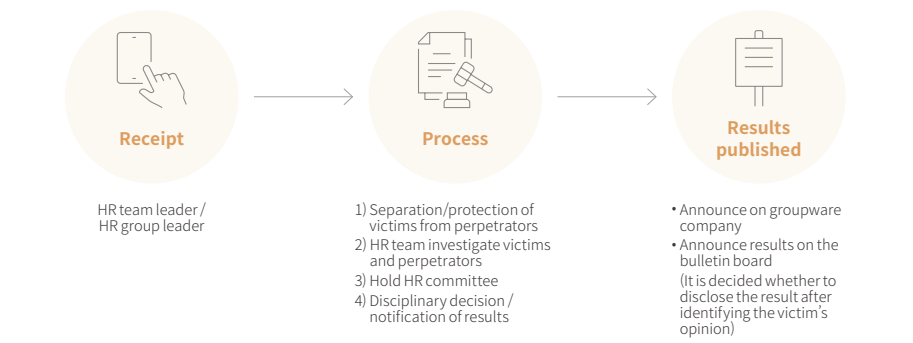 Receipt
HR team leader /
HR group leader
Process
1) Separation/protection of
victims from perpetrators
2) HR team investigate victims
and perpetrators
3) Hold HR committee
4) Disciplinary decision /
notification of results
Results
published
• Announce on groupware
company
• Announce results on the
bulletin board
(It is decided whether to
disclose the result after
identifying the victim's
opinion)